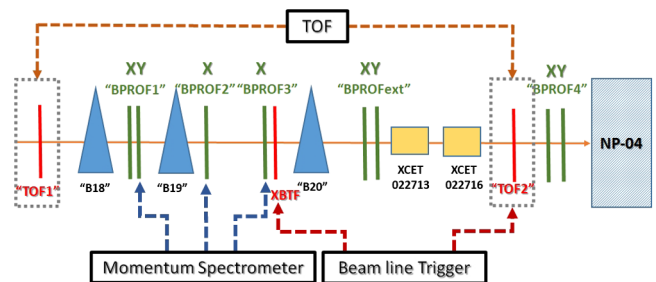 TOF
XY
X
X
XY
XY
“BPROF1”
“BPROF2”
“BPROF3”
“BPROFext”
“BPROF4”
NP-04
“TOF1”
“B18”
“B19”
XBTF
“B20”
XCET
022713
XCET
022716
“TOF2”
Momentum Spectrometer
Beam line Trigger